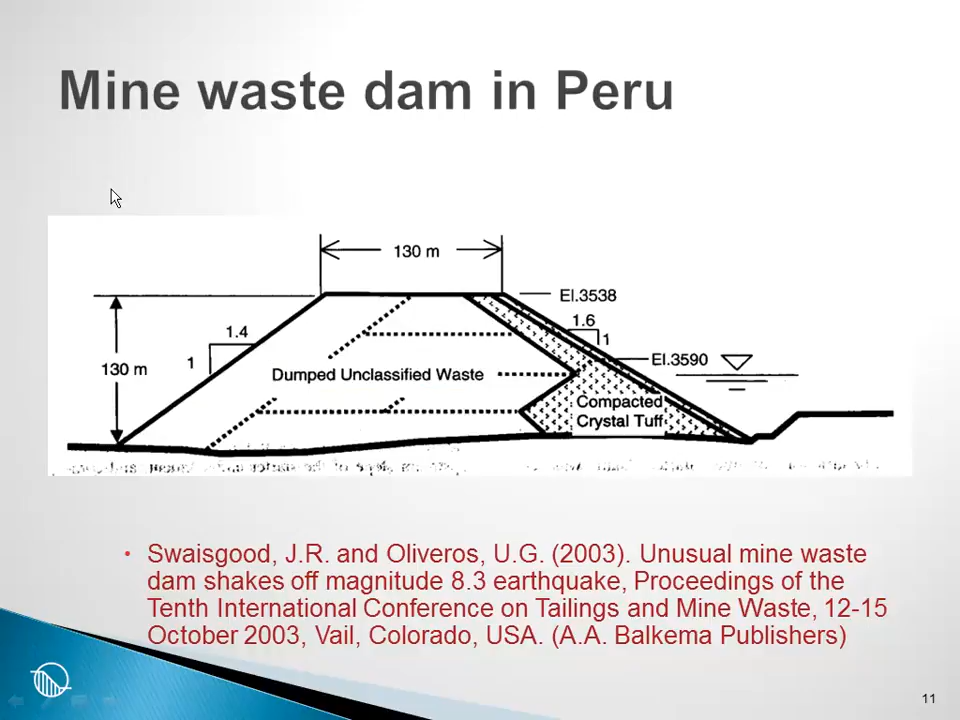 Mine waste dam in Peru
130 m
El.3538
1.4
1
1.6
1
130 m
El.3590
Dumped Unclassified Waste
Compacted
Crystal Tuff
• Swaisgood, J.R. and Oliveros, U.G. (2003). Unusual mine waste
dam shakes off magnitude 8.3 earthquake, Proceedings of the
Tenth International Conference on Tailings and Mine Waste, 12-15
October 2003, Vail, Colorado, USA. (A.A. Balkema Publishers)
11